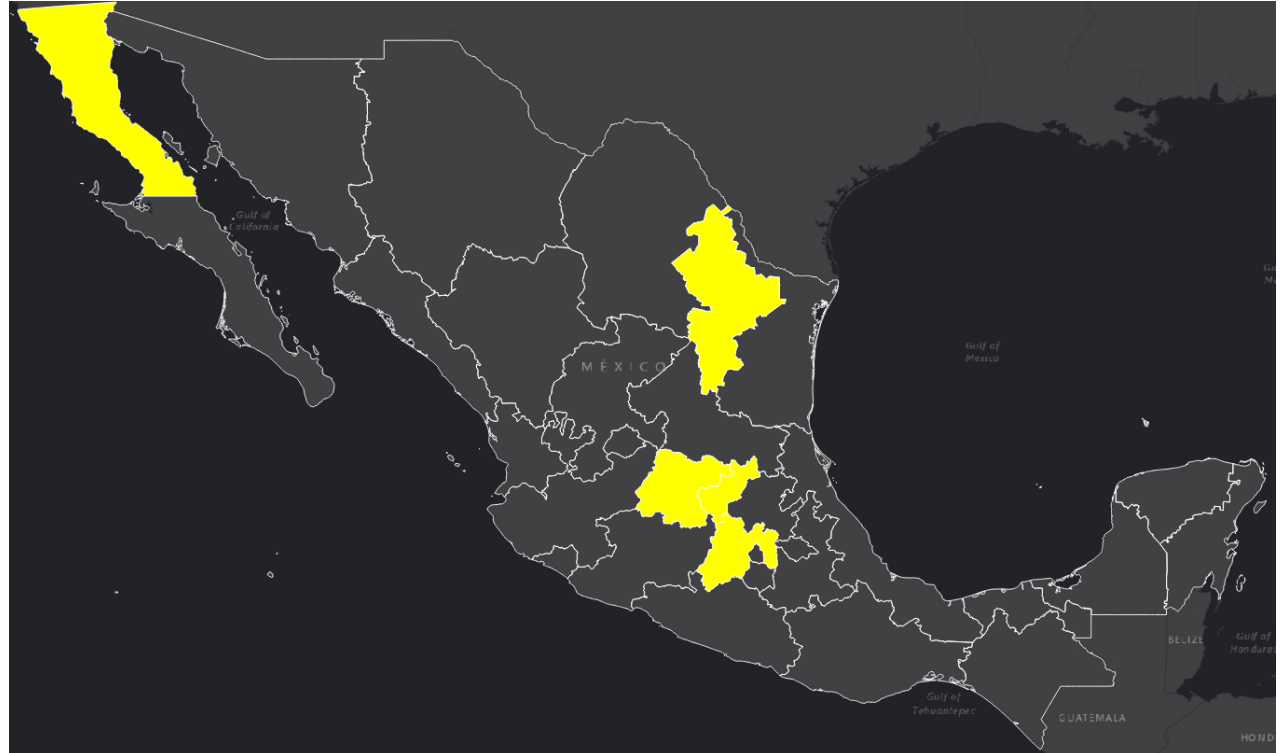 Gulf of
California
MÉXICO
Gulf of
Mexico
BELIZE
Gulf of
Honduras
Gulf of
Tehuantepec
GUATEMALA
HOND